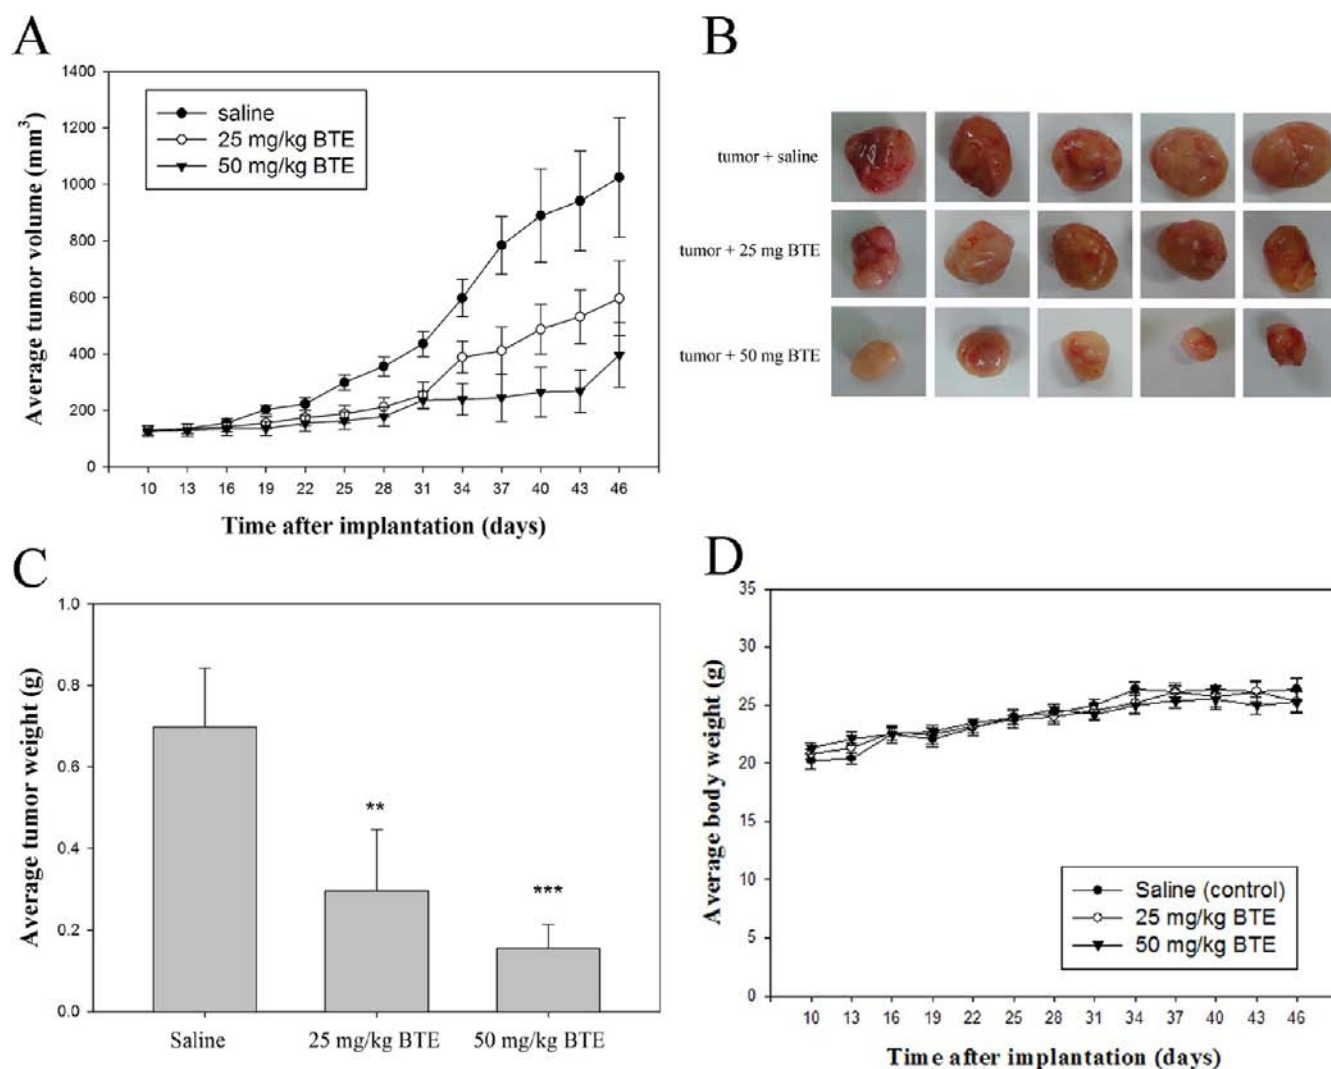 A
1400
1200
1000
800
600
400
200
0
Average tumor volume (mm³)
saline
25 mg/kg BTE
50 mg/kg BTE
10 13 16 19 22 25 28 31 34 37 40 43 46
Time after implantation (days)
B
tumor + saline
tumor + 25 mg BTE
tumor + 50 mg BTE
C
1.0
0.8
0.6
0.4
0.2
0.0
Average tumor weight (g)
**
***
Saline 25 mg/kg BTE 50 mg/kg BTE
D
35
30
25
20
15
10
5
0
Average body weight (g)
Saline (control)
25 mg/kg BTE
50 mg/kg BTE
10 13 16 19 22 25 28 31 34 37 40 43 46
Time after implantation (days)